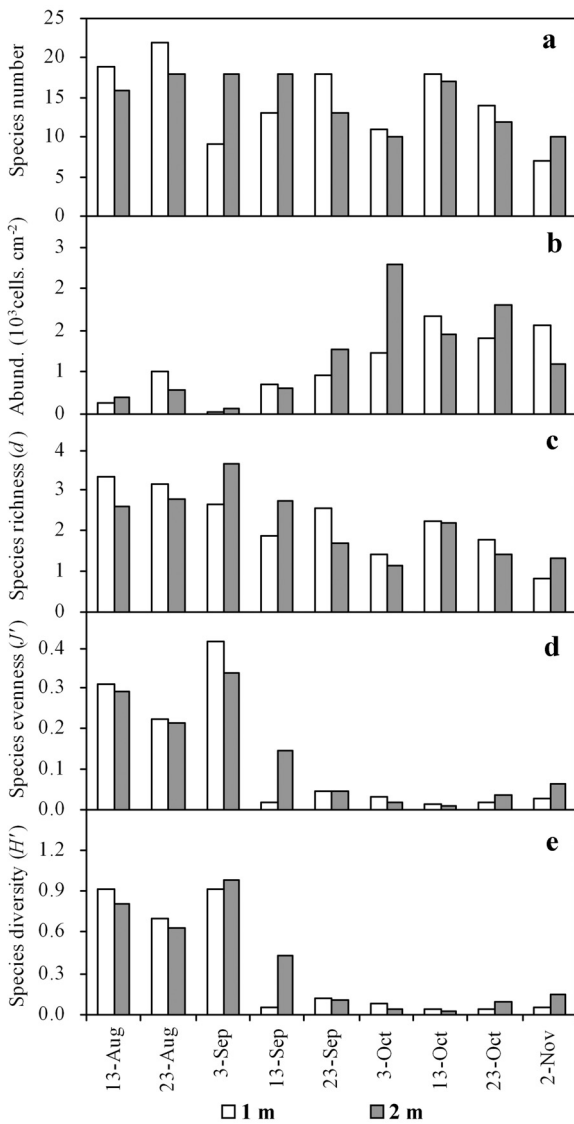 a
Species number
25
20
15
10
5
0
b
Abund. (10³cells. cm⁻²)
3
2
2
1
0
c
Species richness (d)
4
3
2
1
0
d
Species evenness (J')
0.4
0.3
0.1
0.0
e
Species diversity (H')
1.2
0.9
0.6
0.3
0.0
13-Aug 23-Aug 3-Sep 13-Sep 23-Sep 3-Oct 13-Oct 23-Oct 2-Nov
1 m 2 m